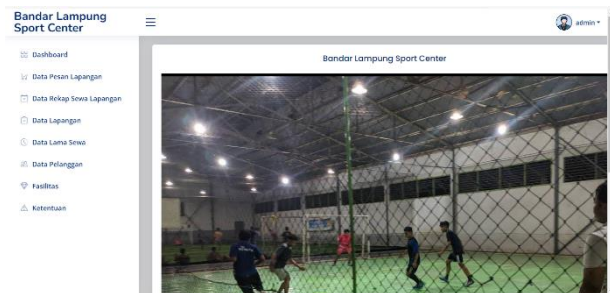 Bandar Lampung
Sport Center
admin
Dashboard
Data Pesan Lapangan
Data Rekap Sewa Lapangan
Data Lapangan
Data Lama Sewa
Data Pelanggan
Fasilitas
Ketentuan
Bandar Lampung Sport Center